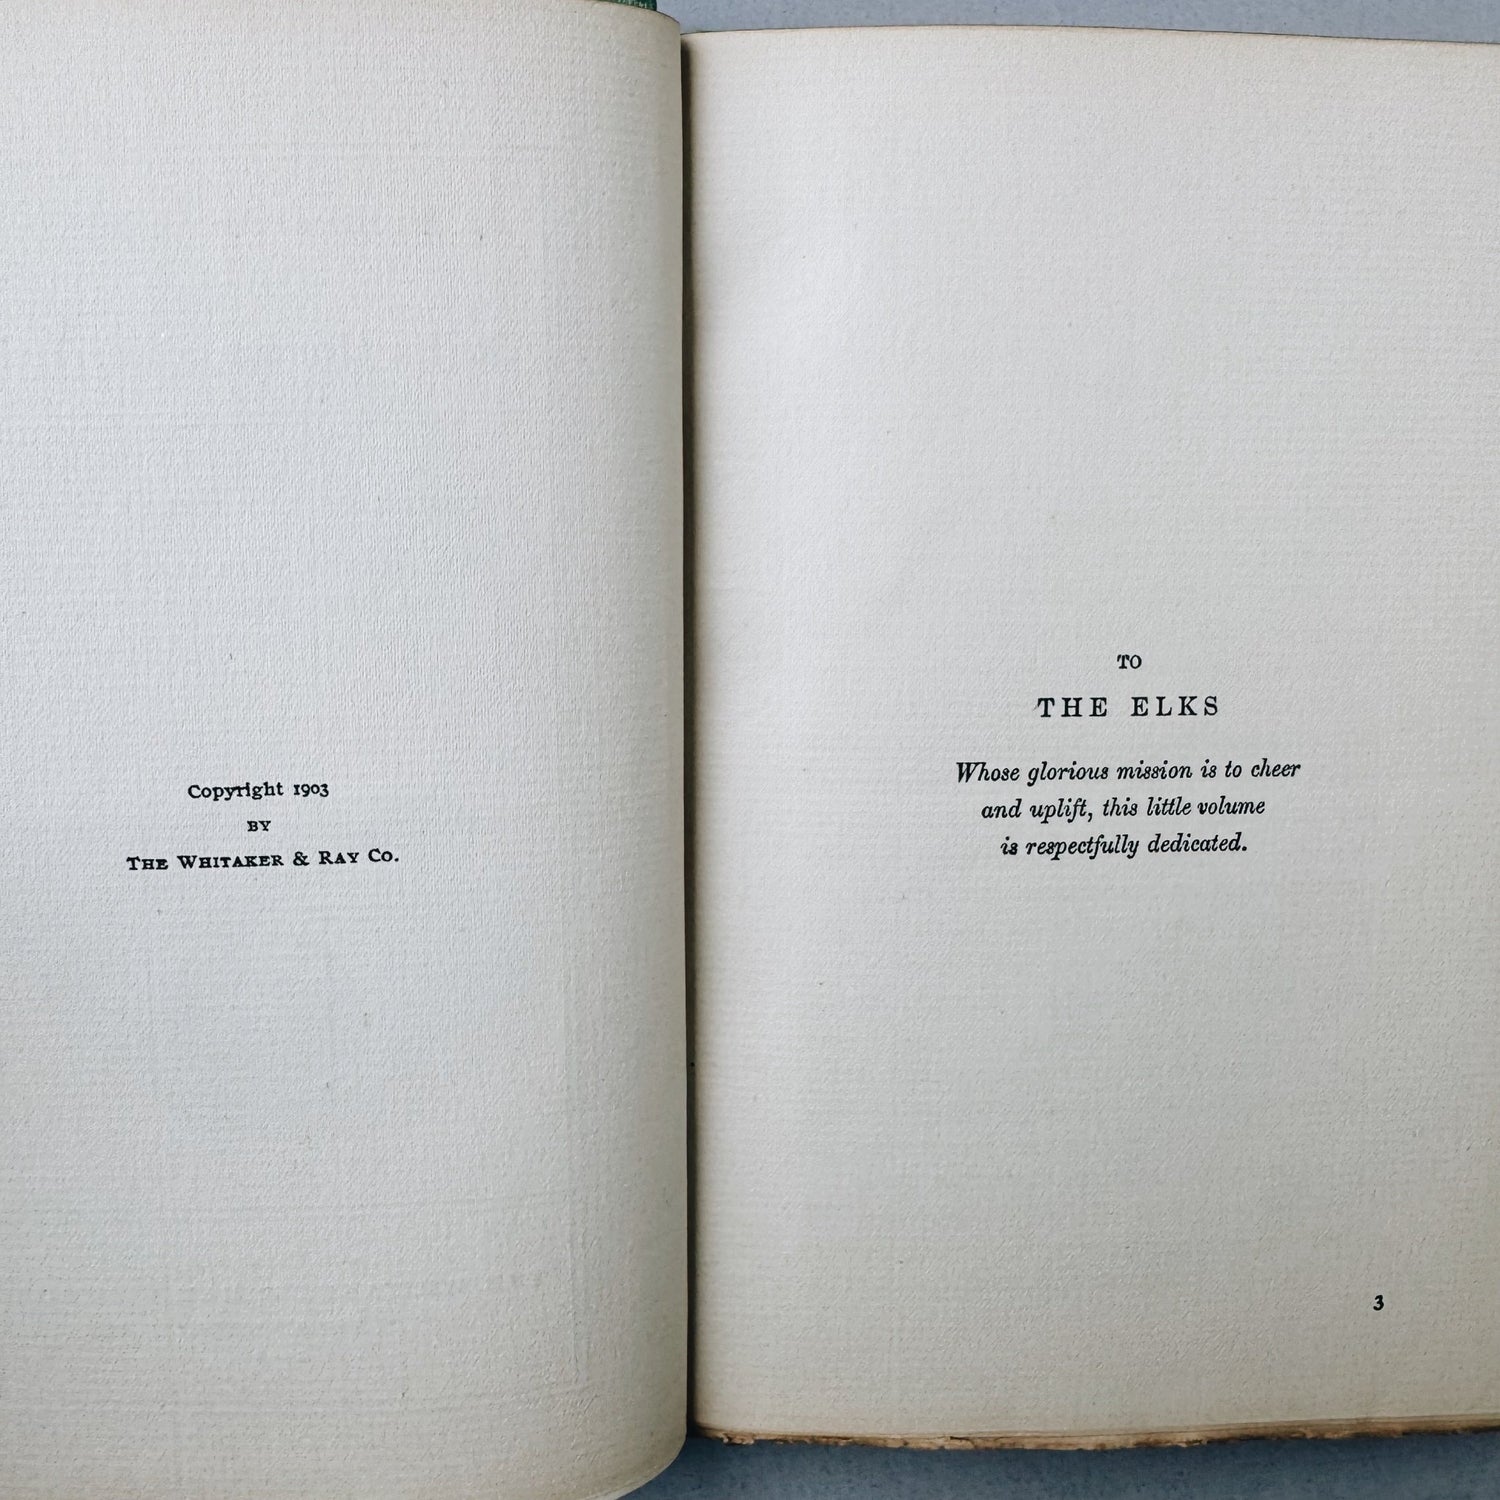 Copyright 1903
BY
THE WHITAKER & RAY CO.
TO
THE ELKS
Whose glorious mission is to cheer
and uplift, this little volume
is respectfully dedicated.
3